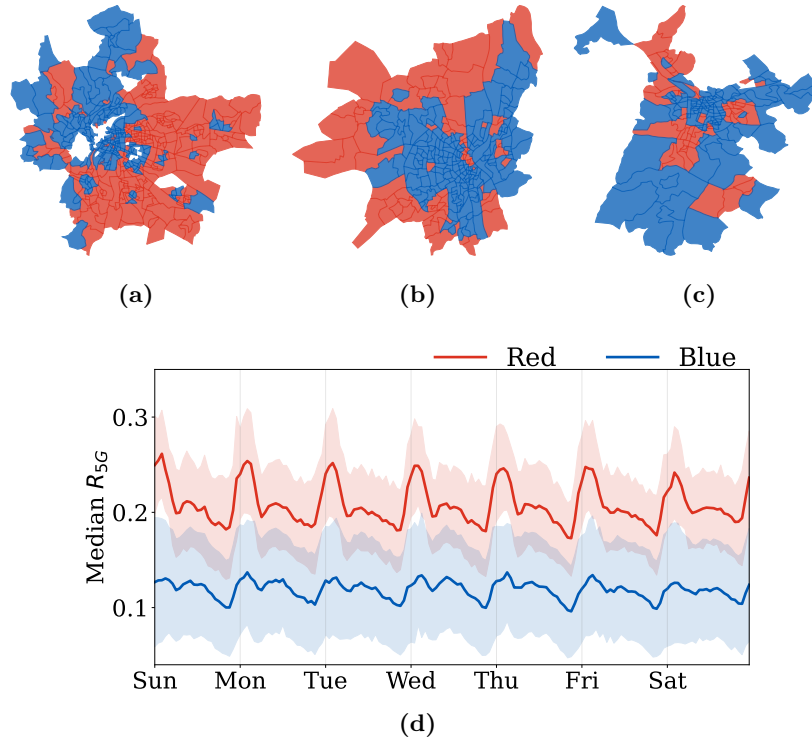 (a)
(b)
(c)
Red
Blue
Median R5G
0.3
0.2
0.1
Sun
Mon
Tue
Wed
Thu
Fri
Sat
(d)